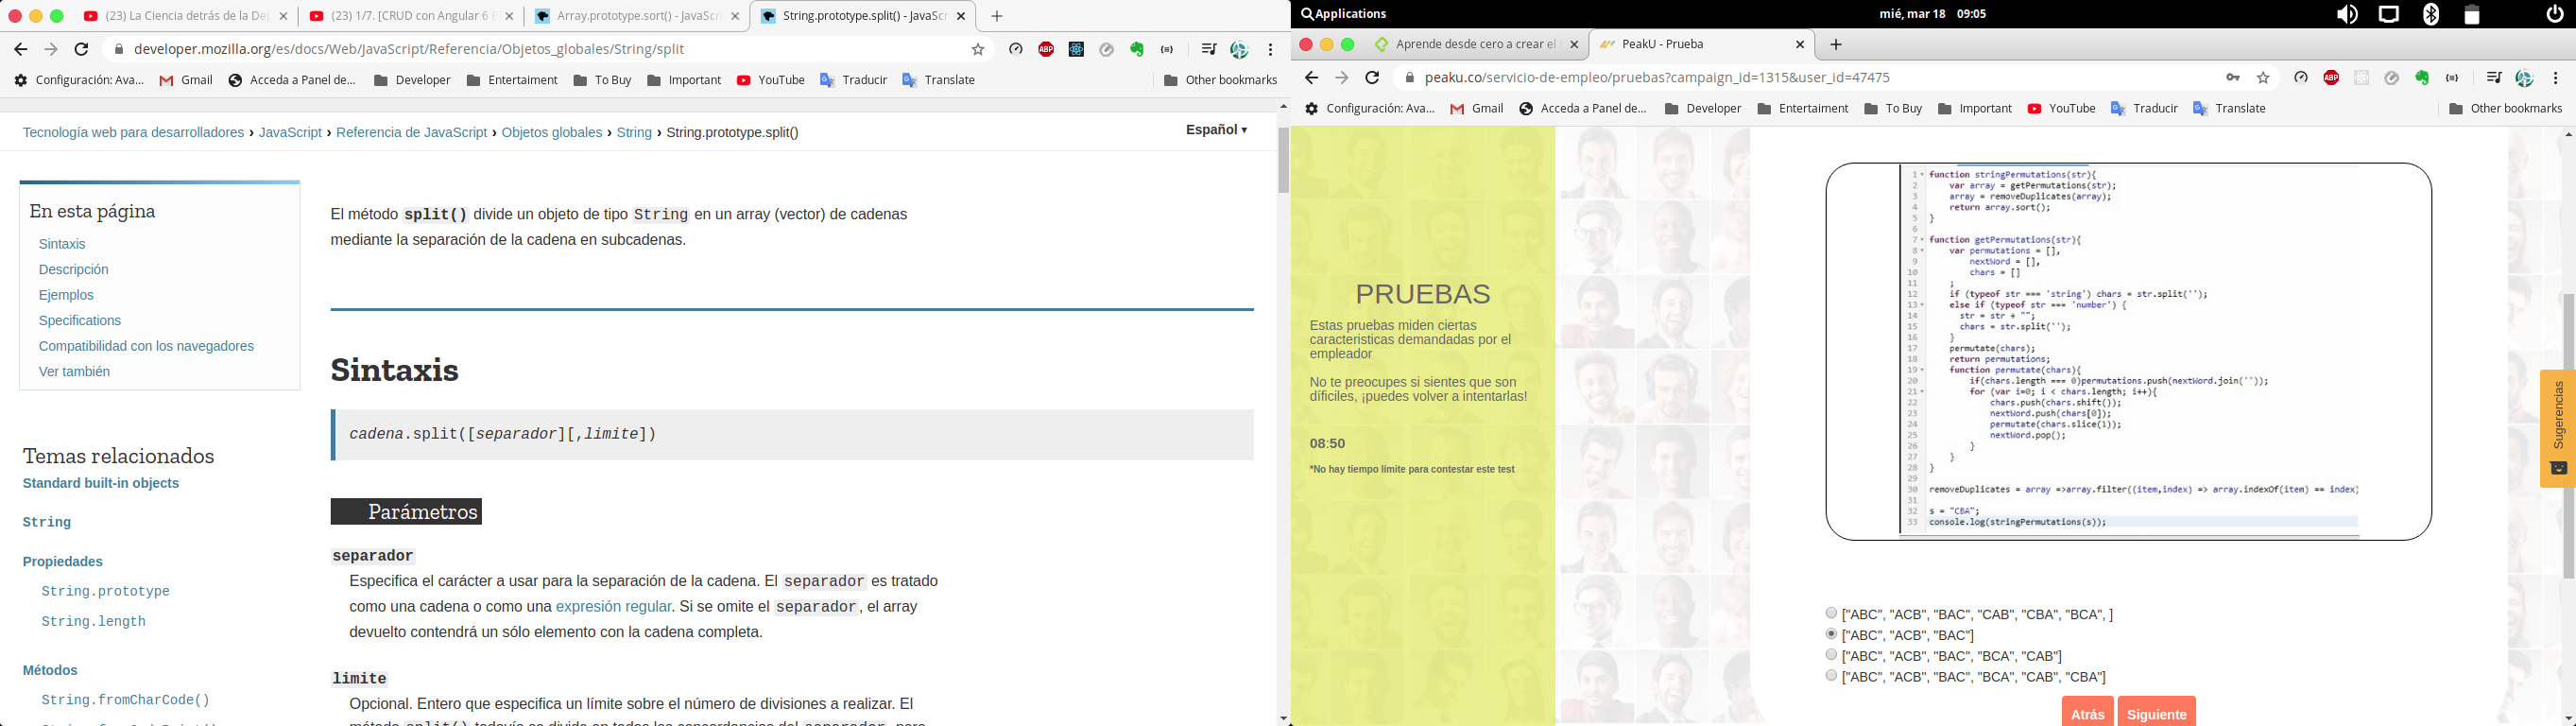 (23) La Ciencia detrás de la De
(23) 1/7. [CRUD con Angular 6 
Array.prototype.sort() - JavaSc
String.prototype.split() - JavaSc
developer.mozilla.org/es/docs/Web/JavaScript/Referencia/Objetos_globales/String/split
Configuración: Ava...
Gmail
Acceda a Panel de...
Developer
Entertaiment
To Buy
Important
YouTube
Traducir
Translate
Other bookmarks
Tecnología web para desarrolladores › JavaScript › Referencia de JavaScript › Objetos globales › String › String.prototype.split()
Español ▾
En esta página
Sintaxis
Descripción
Ejemplos
Specifications
Compatibilidad con los navegadores
Ver también
Temas relacionados
Standard built-in objects
String
Propiedades
String.prototype
String.length
Métodos
String.fromCharCode()
El método split() divide un objeto de tipo String en un array (vector) de cadenas
mediante la separación de la cadena en subcadenas.
Sintaxis
cadena.split([separador][,limite])
Parámetros
separador
Especifica el carácter a usar para la separación de la cadena. El separador es tratado
como una cadena o como una expresión regular. Si se omite el separador, el array
devuelto contendrá un sólo elemento con la cadena completa.
limite
Opcional. Entero que especifica un límite sobre el número de divisiones a realizar. El
método split() todavía se divide en todas las
Applications
mié, mar 18 09:05
Aprende desde cero a crear el
PeakU - Prueba
peaku.co/servicio-de-empleo/pruebas?campaign_id=1315&user_id=47475
Configuración: Ava...
Gmail
Acceda a Panel de...
Developer
Entertaiment
To Buy
Important
YouTube
Traducir
Translate
Other bookmarks
PRUEBAS
Estas pruebas miden ciertas
caracteristicas demandadas por el
empleador
No te preocupes si sientes que son
díficiles, ¡puedes volver a intentarlas!
08:50
*No hay tiempo límite para contestar este test
1 function stringPermutations(str){
2 var array = getPermutations(str);
3 array = removeDuplicates(array);
4 return array.sort();
5 }
6
7 function getPermutations(str){
8 var permutations = [],
9 nextWord = [],
10 chars = []
11 ;
12 if (typeof str === 'string') chars = str.split('');
13 else if (typeof str === 'number') {
14 str = str + "";
15 chars = str.split('');
16 }
17 permutate(chars);
18 return permutations;
19 function permutate(chars){
20 if(chars.length === 0)permutations.push(nextWord.join(''));
21 for (var i=0; i < chars.length; i++){
22 chars.push(chars.shift());
23 nextWord.push(chars[0]);
24 permutate(chars.slice(1));
25 nextWord.pop();
26 }
27 }
28 }
29
30 removeDuplicates = array =>array.filter((item,index) => array.indexOf(item) == index)
31
32 s = "CBA";
33 console.log(stringPermutations(s));
["ABC", "ACB", "BAC", "CAB", "CBA", "BCA", ]
["ABC", "ACB", "BAC"]
["ABC", "ACB", "BAC", "BCA", "CAB"]
["ABC", "ACB", "BAC", "BCA", "CAB", "CBA"]
Atrás
Siguiente
Sugerencias